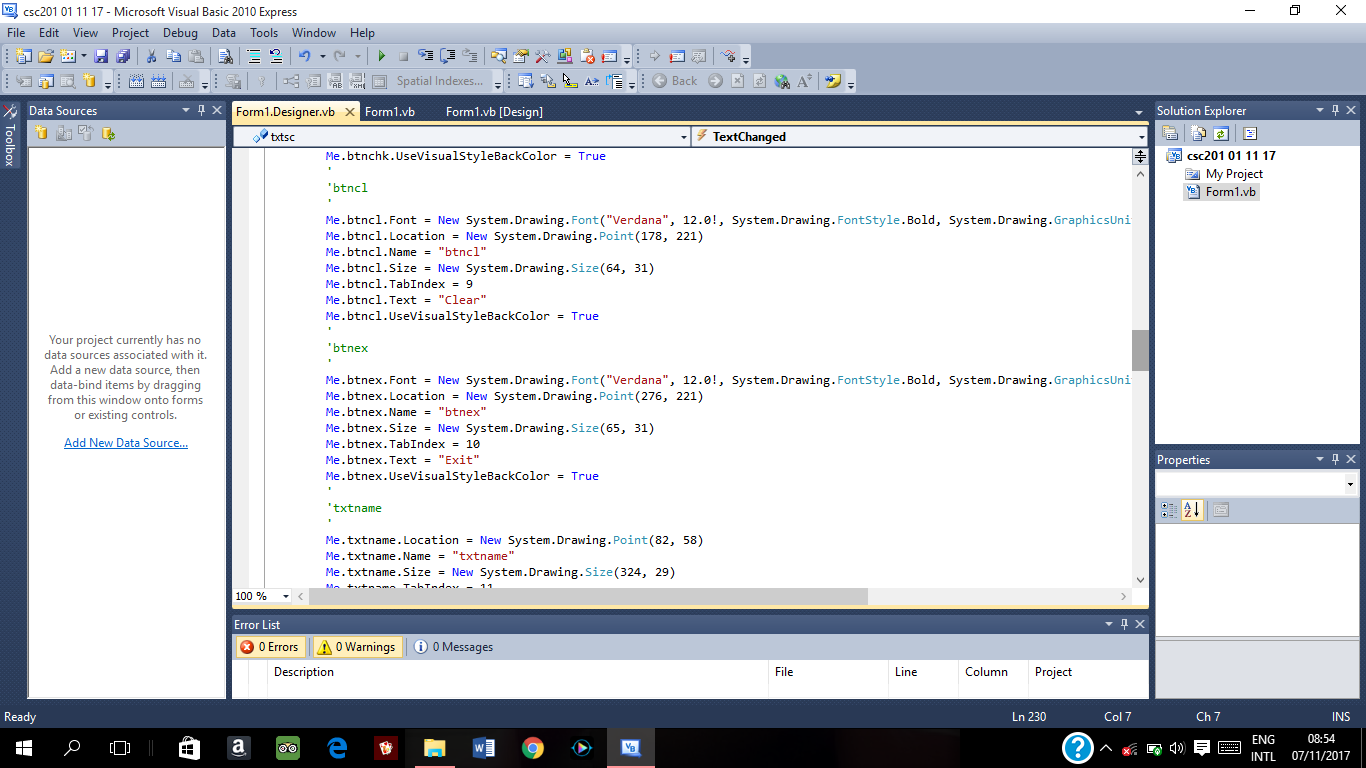 csc201 01 11 17 - Microsoft Visual Basic 2010 Express
File Edit View Project Debug Data Tools Window Help
Spatial Indexes...
Back
Toolbox
Data Sources
Your project currently has no
data sources associated with it.
Add a new data source, then
data-bind items by dragging
from this window onto forms
or existing controls.
Add New Data Source...
Form1.Designer.vb Form1.vb Form1.vb [Design]
txtsc TextChanged
Me.btnchk.UseVisualStyleBackColor = True
'
'btncl
'
Me.btncl.Font = New System.Drawing.Font("Verdana", 12.0!, System.Drawing.FontStyle.Bold, System.Drawing.GraphicsUni
Me.btncl.Location = New System.Drawing.Point(178, 221)
Me.btncl.Name = "btncl"
Me.btncl.Size = New System.Drawing.Size(64, 31)
Me.btncl.TabIndex = 9
Me.btncl.Text = "Clear"
Me.btncl.UseVisualStyleBackColor = True
'
'btnex
'
Me.btnex.Font = New System.Drawing.Font("Verdana", 12.0!, System.Drawing.FontStyle.Bold, System.Drawing.GraphicsUni
Me.btnex.Location = New System.Drawing.Point(276, 221)
Me.btnex.Name = "btnex"
Me.btnex.Size = New System.Drawing.Size(65, 31)
Me.btnex.TabIndex = 10
Me.btnex.Text = "Exit"
Me.btnex.UseVisualStyleBackColor = True
'
'txtname
'
Me.txtname.Location = New System.Drawing.Point(82, 58)
Me.txtname.Name = "txtname"
Me.txtname.Size = New System.Drawing.Size(324, 29)
Me.txtname.TabIndex = 11
100 %
Error List
0 Errors 0 Warnings 0 Messages
Description File Line Column Project
Solution Explorer
csc201 01 11 17
My Project
Form1.vb
Properties
Ready Ln 230 Col 7 Ch 7 INS
ENG
INTL
08:54
07/11/2017